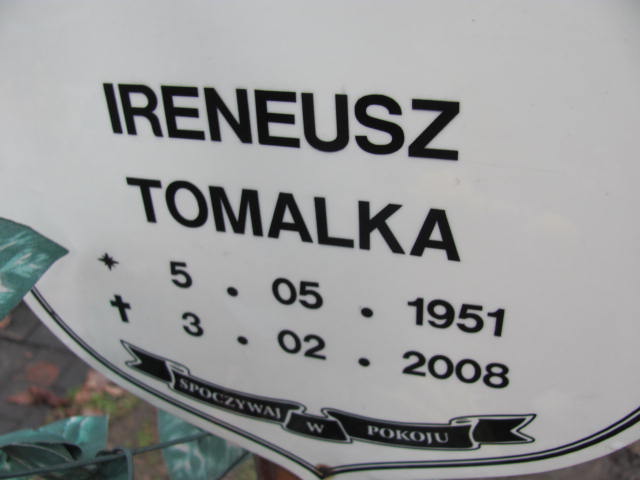 IRENEUSZ
TOMALKA
✶ 5 . 05 . 1951
✝ 3 . 02 . 2008
SPOCZYWAJ W POKOJU